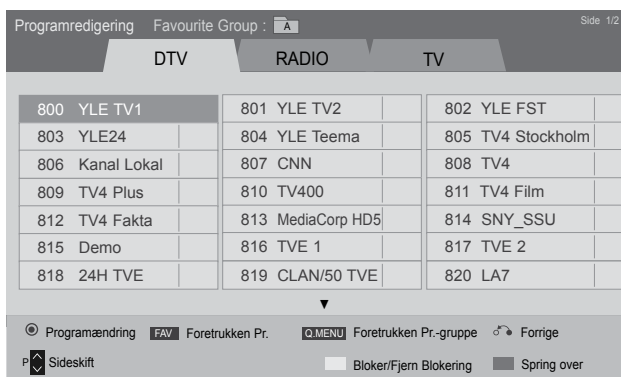 Programredigering Favourite Group : A Side 1/2
DTV RADIO TV
800 YLE TV1 801 YLE TV2 802 YLE FST
803 YLE24 804 YLE Teema 805 TV4 Stockholm
806 Kanal Lokal 807 CNN 808 TV4
809 TV4 Plus 810 TV400 811 TV4 Film
812 TV4 Fakta 813 MediaCorp HD5 814 SNY_SSU
815 Demo 816 TVE 1 817 TVE 2
818 24H TVE 819 CLAN/50 TVE 820 LA7
Programændring FAV Foretrukken Pr. Q.MENU Foretrukken Pr.-gruppe Forrige
P Sideskift Bloker/Fjern Blokering Spring over